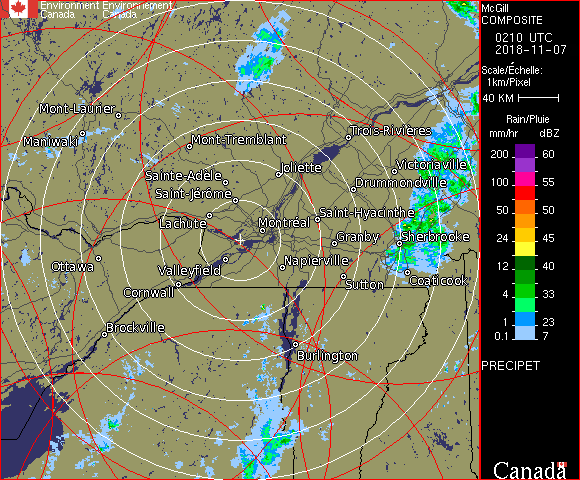 Environment Environnement
Canada Canada
McGill
COMPOSITE
0210 UTC
2018-11-07
Scale/Échelle:
1km/Pixel
40 KM
Rain/Pluie
mm/hr dBZ
200 60
100 55
50 50
24 45
12 40
4 33
1 23
0.1 7
PRECIPET
Mont-Laurier
Maniwaki
Mont-Tremblant
Trois-Rivières
Joliette
Victoriaville
Sainte-Adèle
Drummondville
Saint-Jérôme
Lachute
Saint-Hyacinthe
Montréal
Granby
Sherbrooke
Ottawa
Valleyfield
Napierville
Cornwall
Sutton
Coaticook
Brockville
Burlington
Canada